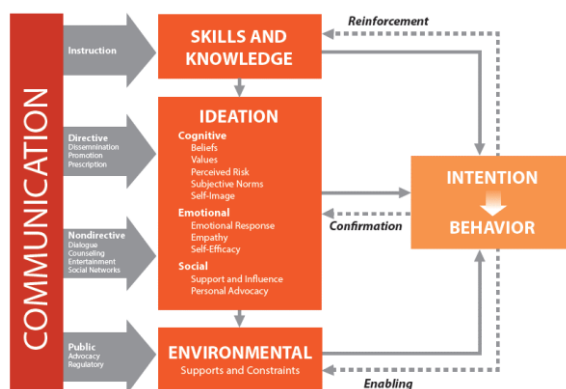 COMMUNICATION
Instruction
Directive
Dissemination
Promotion
Prescription
Nondirective
Dialogue
Counseling
Entertainment
Social Networks
Public
Advocacy
Regulatory
SKILLS AND
KNOWLEDGE
IDEATION
Cognitive
Beliefs
Values
Perceived Risk
Subjective Norms
Self-Image
Emotional
Emotional Response
Empathy
Self-Efficacy
Social
Support and Influence
Personal Advocacy
ENVIRONMENTAL
Supports and Constraints
Reinforcement
INTENTION
BEHAVIOR
Confirmation
Enabling